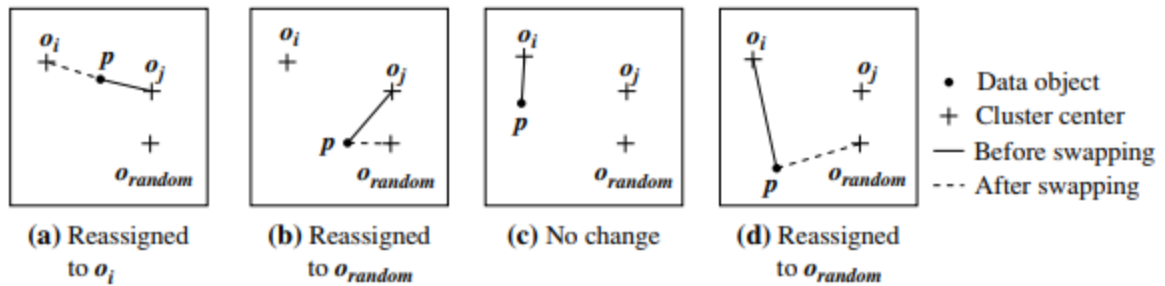 o_i
p
o_j
o_random
(a) Reassigned
to o_i
o_i
o_j
p
o_random
(b) Reassigned
to o_random
o_i
o_j
p
o_random
(c) No change
o_i
o_j
p
o_random
(d) Reassigned
to o_random
Data object
Cluster center
Before swapping
After swapping